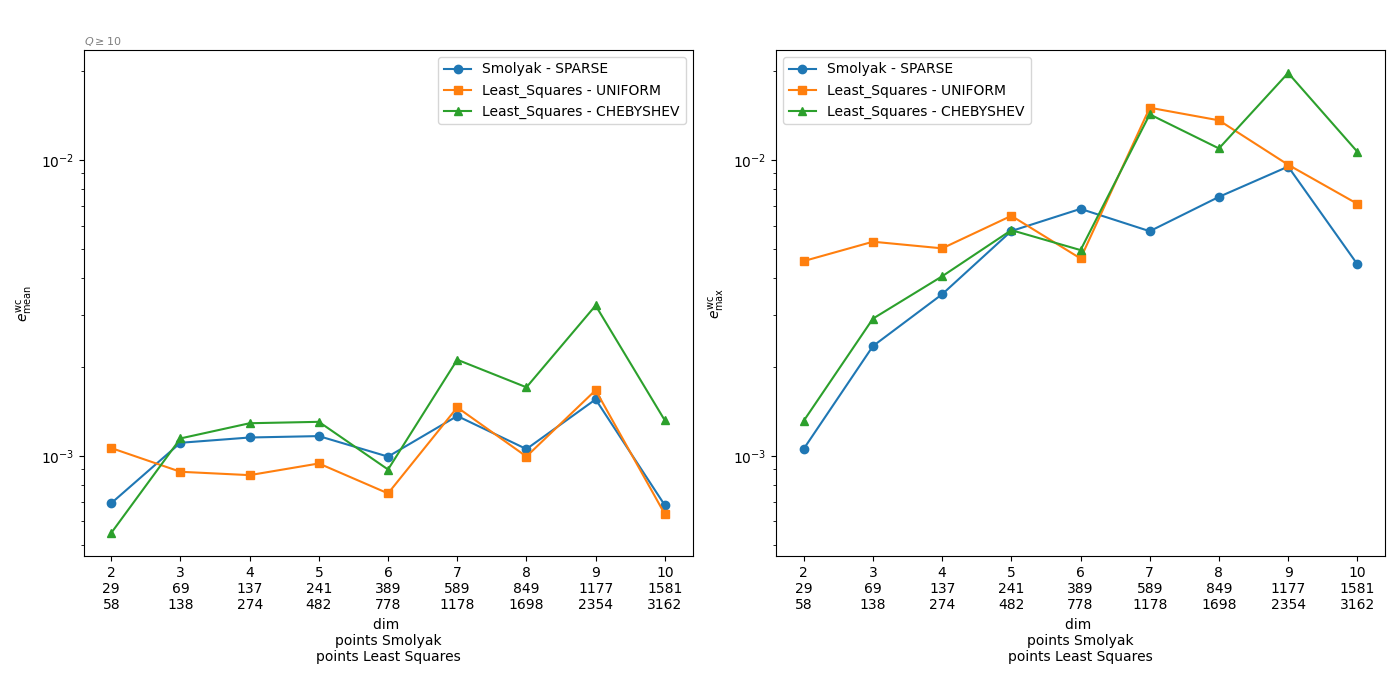 Q ≥ 10
Smolyak - SPARSE
Least_Squares - UNIFORM
Least_Squares - CHEBYSHEV
10⁻²
10⁻³
e^wc_mean
2 3 4 5 6 7 8 9 10
29 69 137 241 389 589 849 1177 1581
58 138 274 482 778 1178 1698 2354 3162
dim
points Smolyak
points Least Squares
Smolyak - SPARSE
Least_Squares - UNIFORM
Least_Squares - CHEBYSHEV
10⁻²
10⁻³
e^wc_max
2 3 4 5 6 7 8 9 10
29 69 137 241 389 589 849 1177 1581
58 138 274 482 778 1178 1698 2354 3162
dim
points Smolyak
points Least Squares